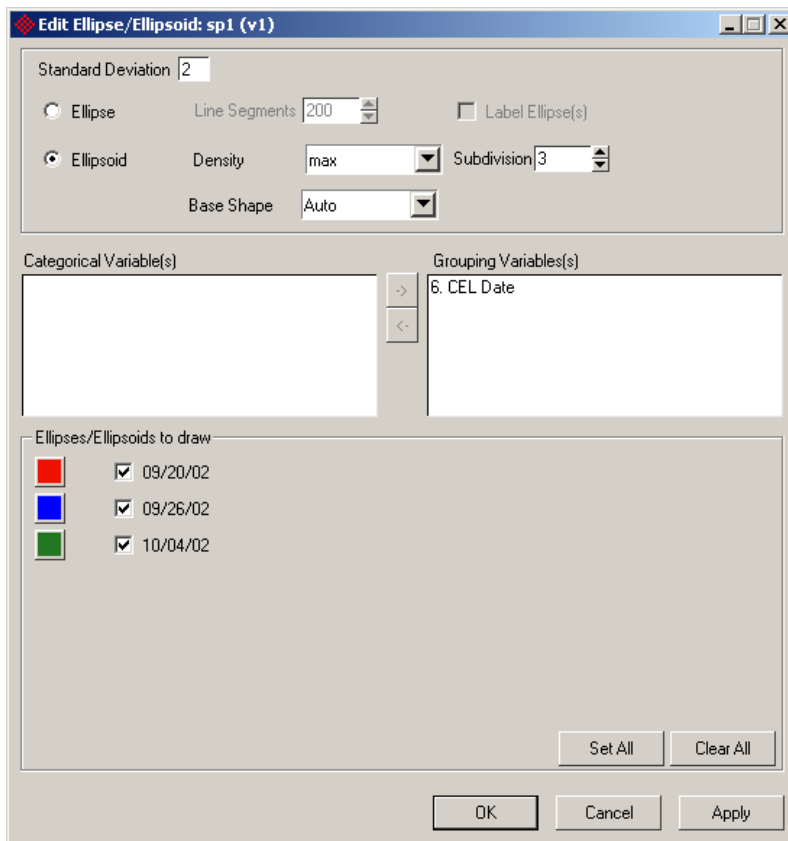 Edit Ellipse/Ellipsoid: sp1 (v1)
Standard Deviation 2
Ellipse Line Segments 200 Label Ellipse(s)
Ellipsoid Density max Subdivision 3
Base Shape Auto
Categorical Variable(s) Grouping Variables(s)
-> 6. CEL Date
<-
Ellipses/Ellipsoids to draw
09/20/02
09/26/02
10/04/02
Set All Clear All
OK Cancel Apply